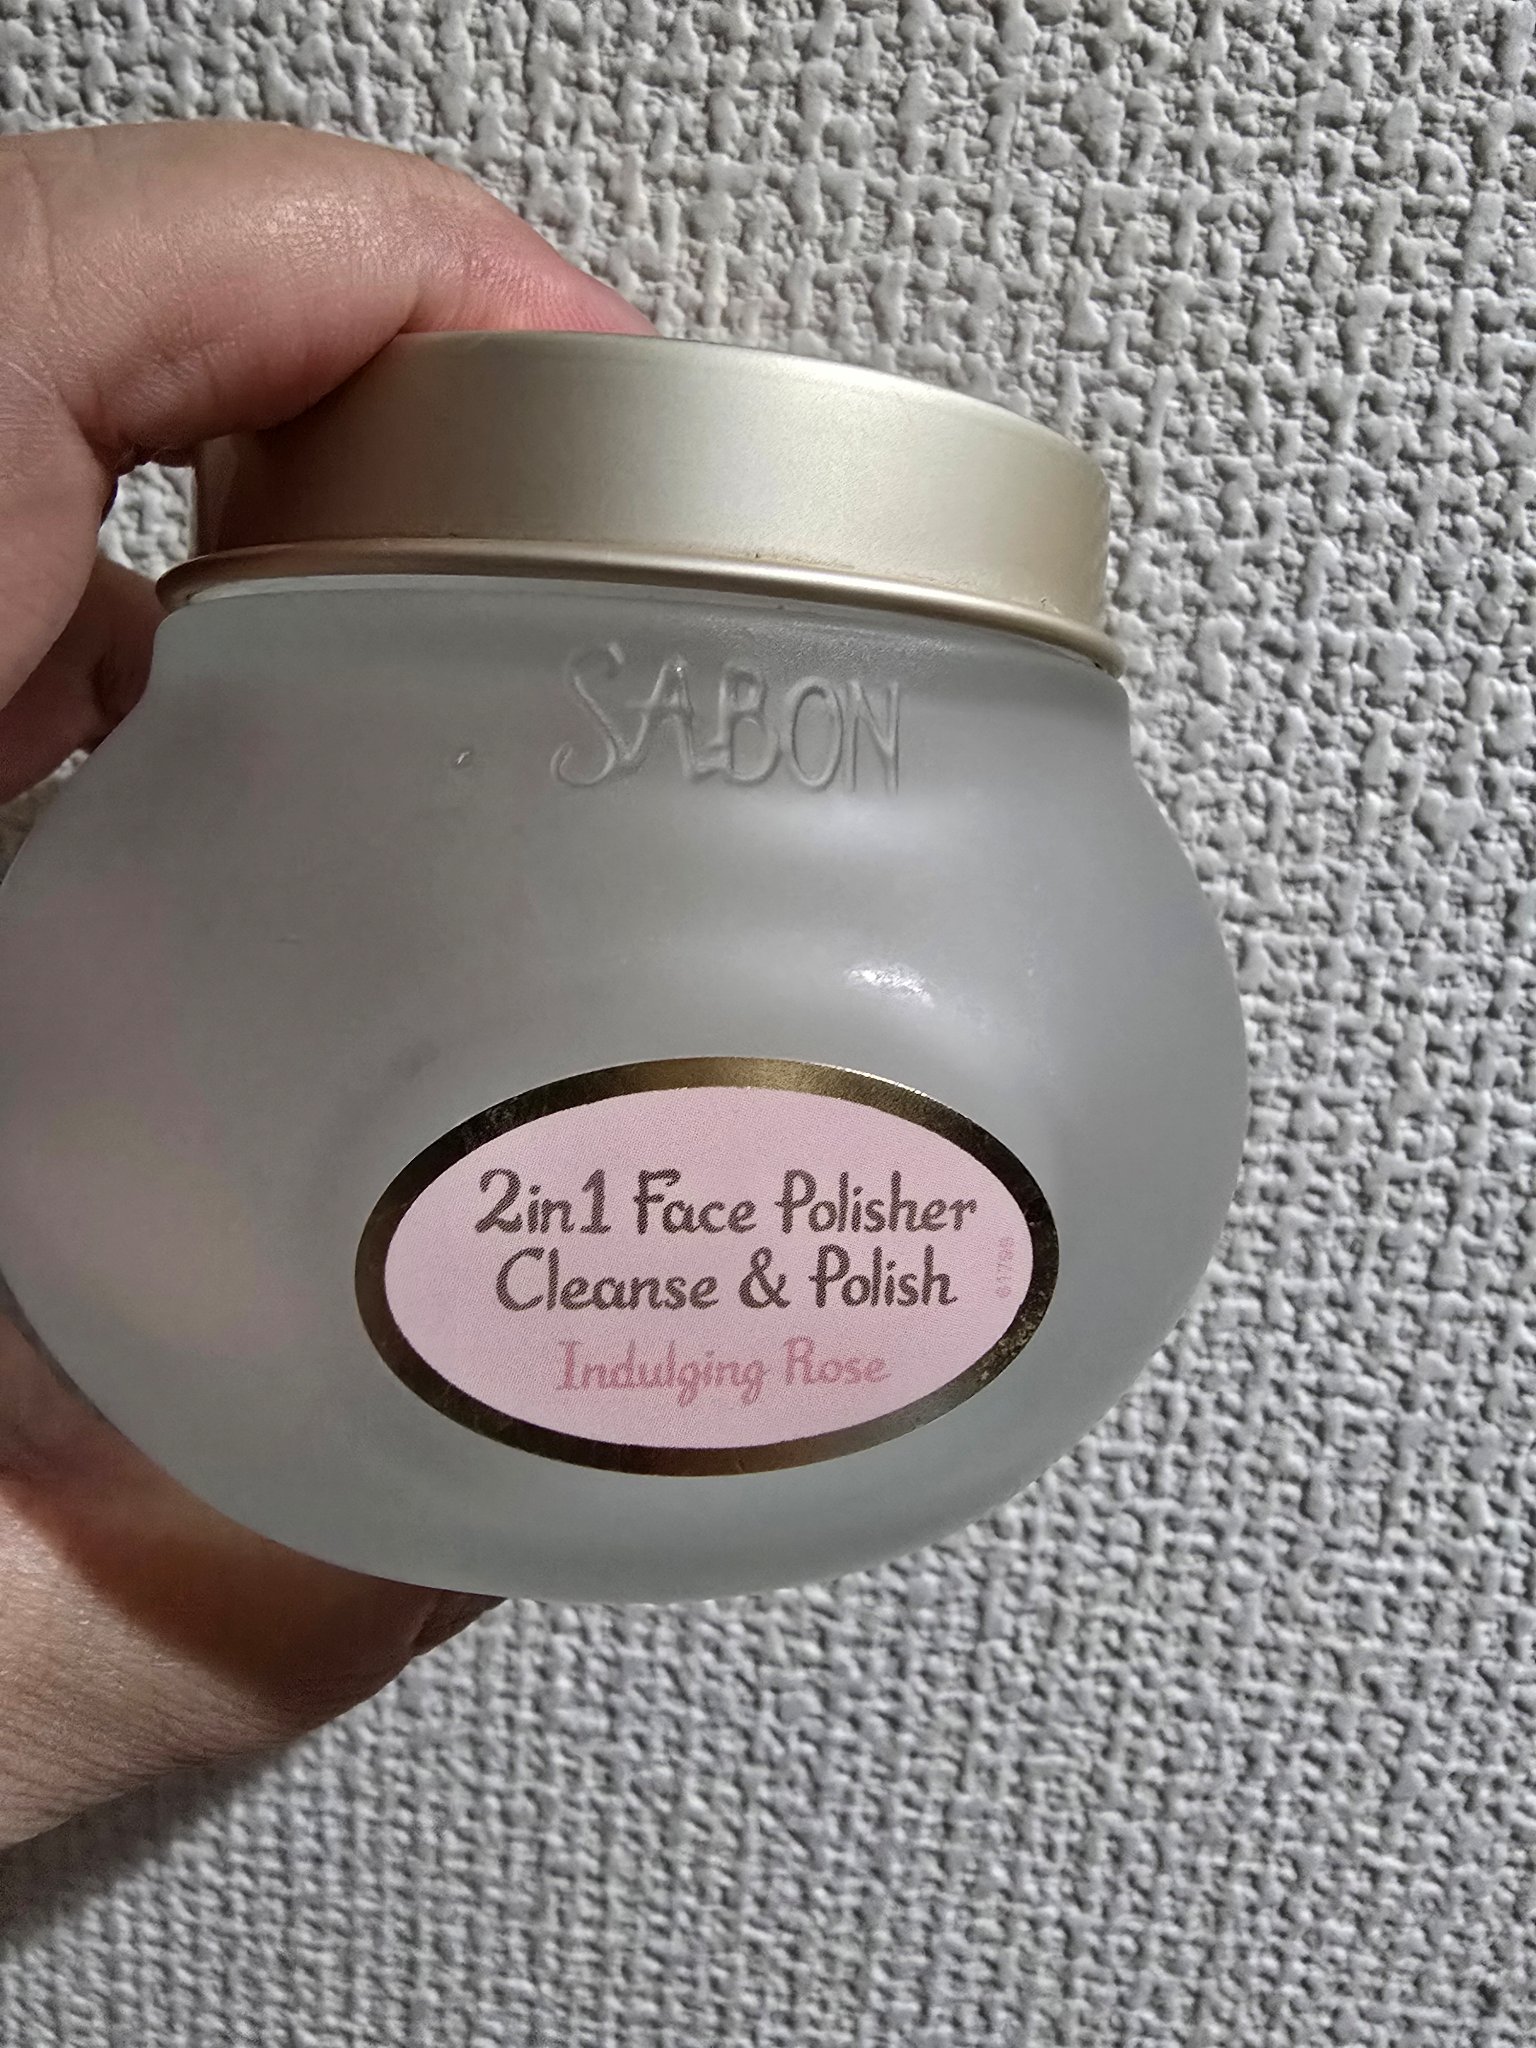 SABON
2in1 Face Polisher
Cleanse & Polish
Indulging Rose